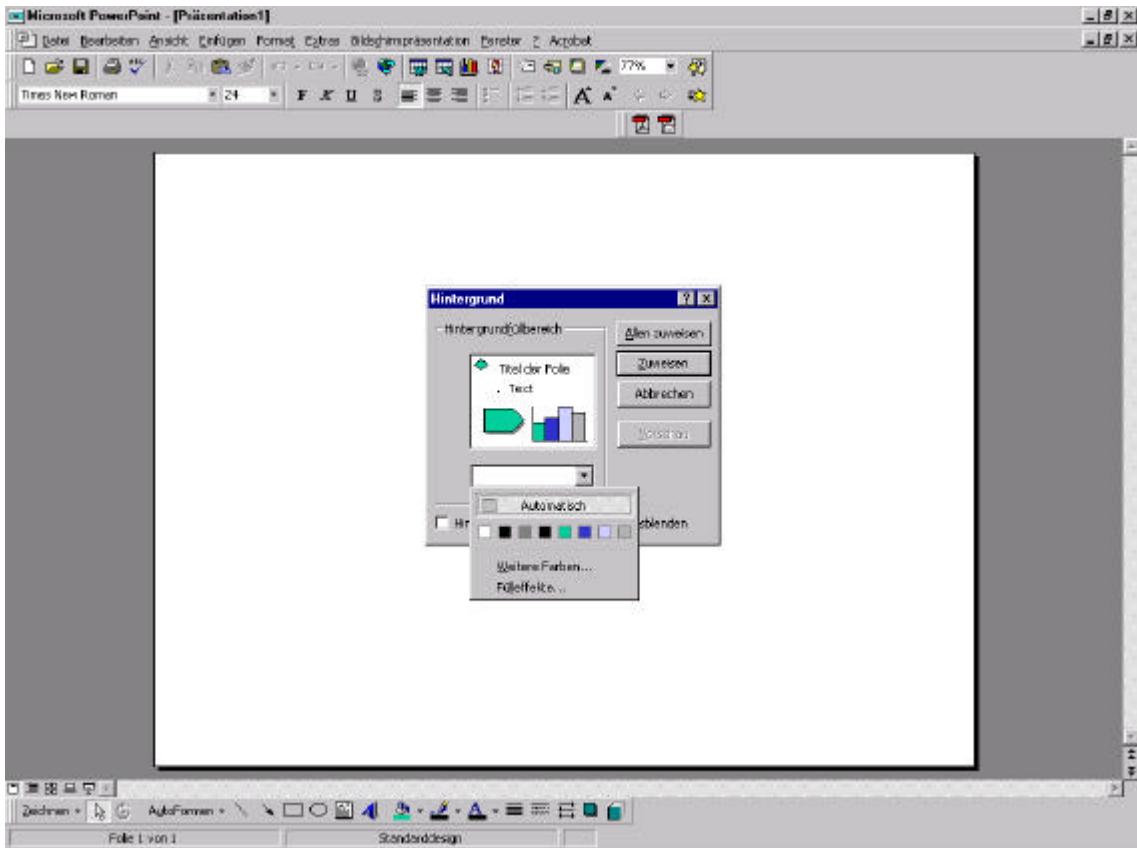 Microsoft PowerPoint - [Präsentation1]
Datei Bearbeiten Ansicht Einfügen Format Extras Bildschirmpräsentation Fenster ? Acrobat
77%
Times New Roman 24 F K U S A A
Hintergrund
Hintergrundfüllbereich
Allen zuweisen
Titel der Folie
Zuweisen
Text
Abbrechen
Vorschau
Automatisch
Hin
sblenden
Weitere Farben...
Fülleffekte...
Zeichnen AutoFormen A A
Folie 1 von 1 Standarddesign